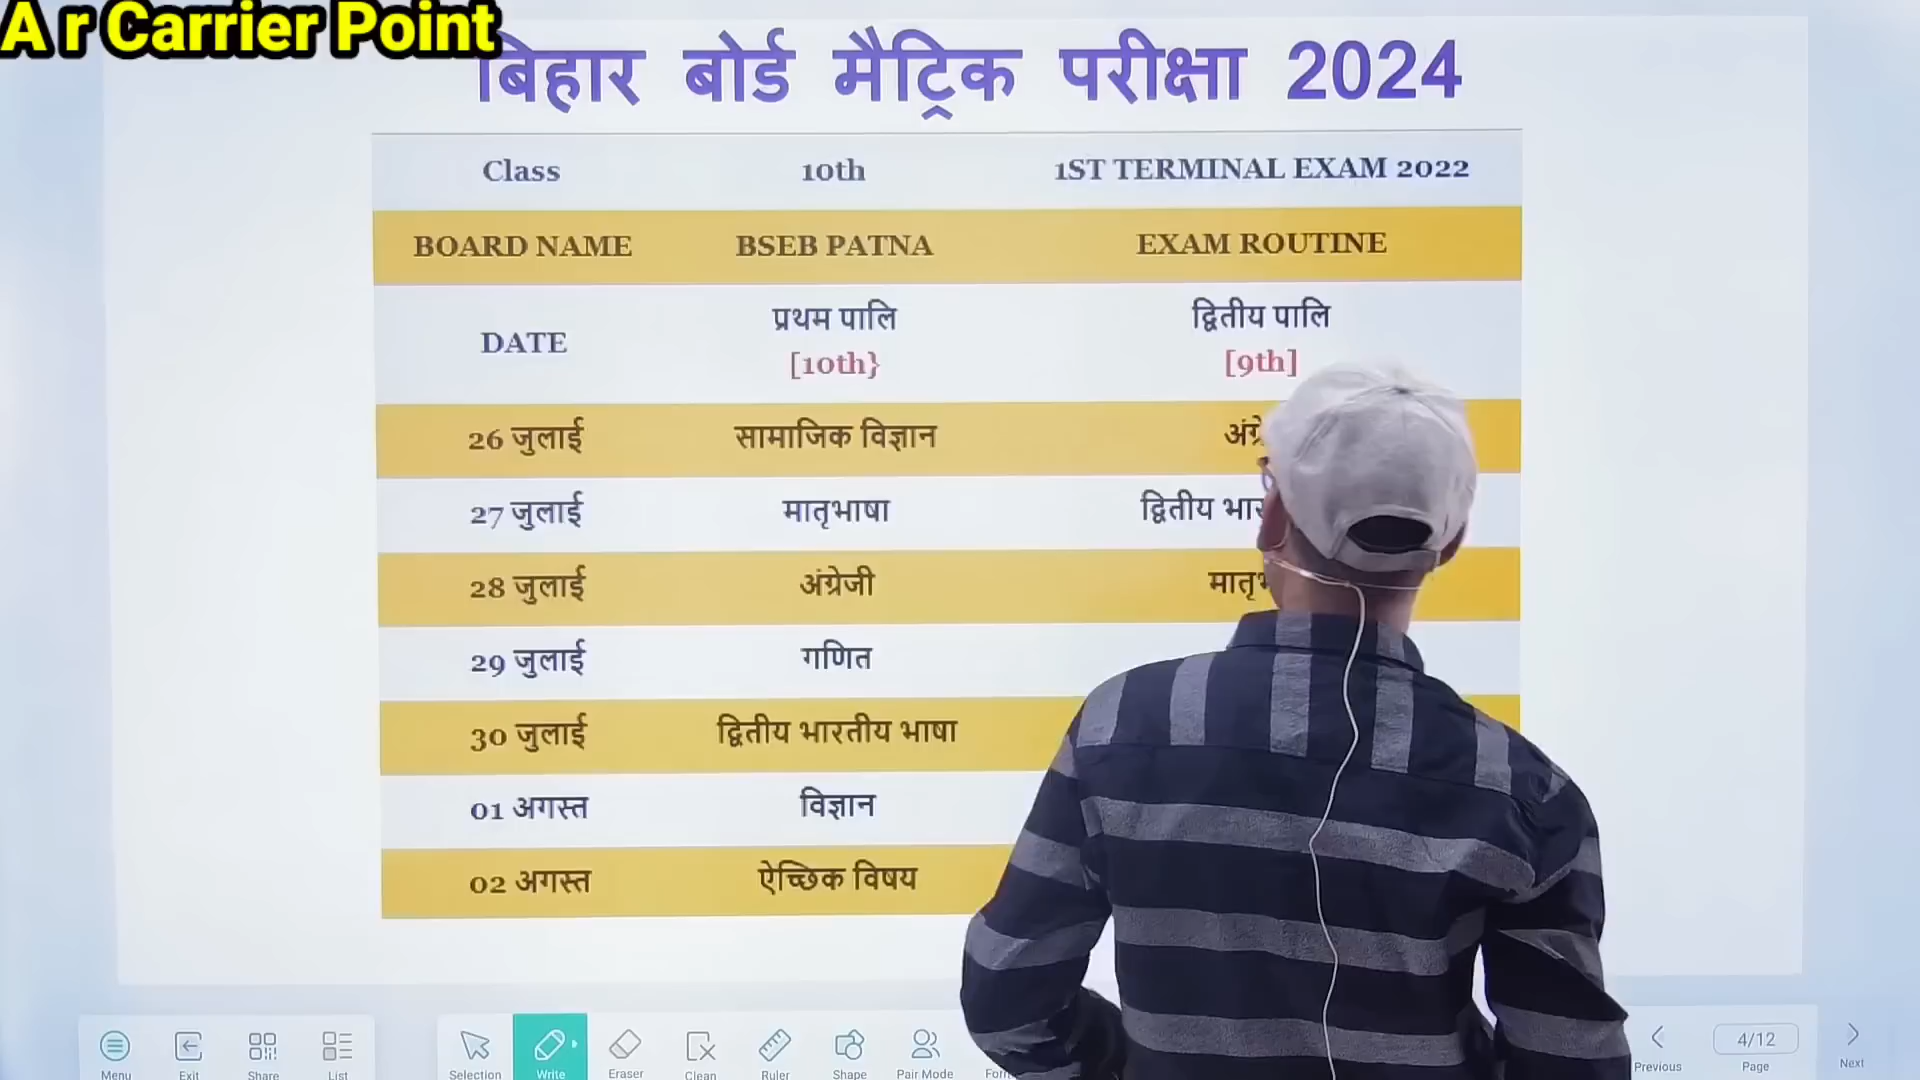 A r Carrier Point
बिहार बोर्ड मैट्रिक परीक्षा 2024
Class 10th 1ST TERMINAL EXAM 2022
BOARD NAME BSEB PATNA EXAM ROUTINE
DATE प्रथम पालि [10th} द्वितीय पालि [9th]
26 जुलाई सामाजिक विज्ञान
27 जुलाई मातृभाषा द्वितीय
28 जुलाई अंग्रेजी
29 जुलाई गणित
30 जुलाई द्वितीय भारतीय भाषा
01 अगस्त विज्ञान
02 अगस्त ऐच्छिक विषय
Menu Exit Share List Selection Write Eraser Clean Ruler Shape Pair Mode Previous 4/12 Page Next